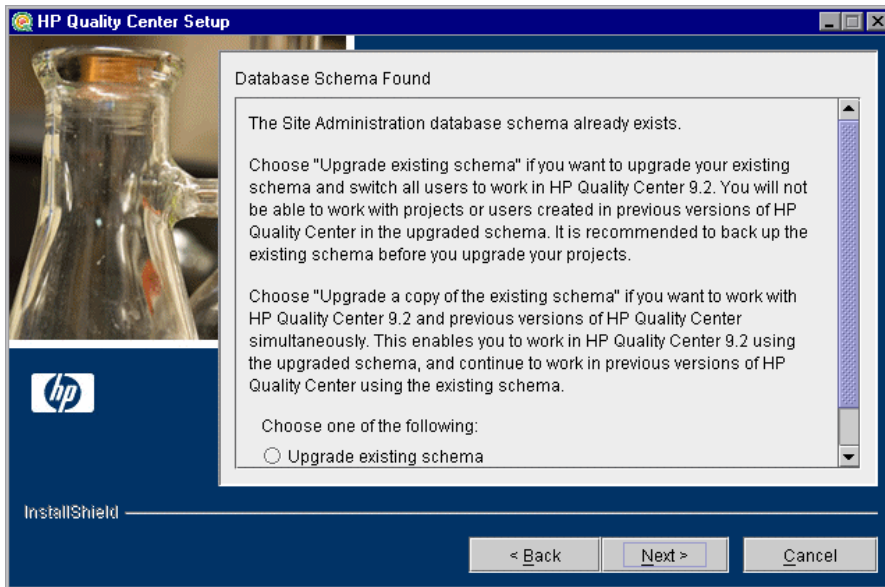 HP Quality Center Setup
Database Schema Found
The Site Administration database schema already exists.
Choose "Upgrade existing schema" if you want to upgrade your existing
schema and switch all users to work in HP Quality Center 9.2. You will not
be able to work with projects or users created in previous versions of HP
Quality Center in the upgraded schema. It is recommended to back up the
existing schema before you upgrade your projects.
Choose "Upgrade a copy of the existing schema" if you want to work with
HP Quality Center 9.2 and previous versions of HP Quality Center
simultaneously. This enables you to work in HP Quality Center 9.2 using
the upgraded schema, and continue to work in previous versions of HP
Quality Center using the existing schema.
hp
Choose one of the following:
Upgrade existing schema
InstallShield
< Back Next > Cancel